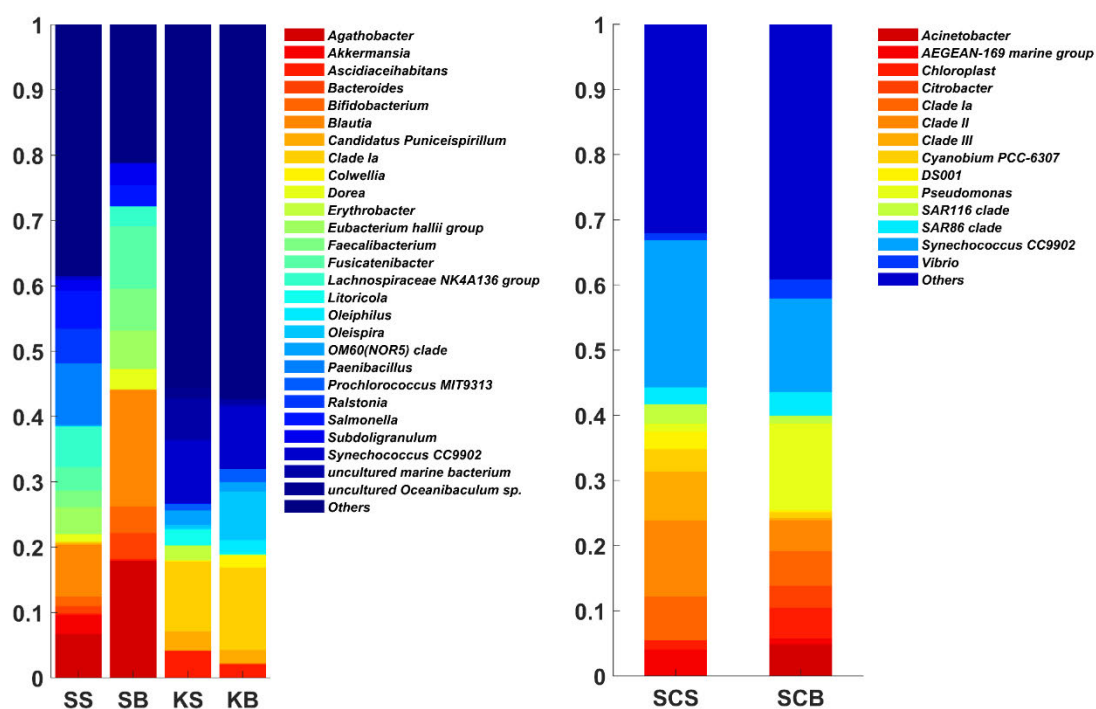 1
0.9
0.8
0.7
0.6
0.5
0.4
0.3
0.2
0.1
0
SS SB KS KB
Agathobacter
Akkermansia
Ascidiaceihabitans
Bacteroides
Bifidobacterium
Blautia
Candidatus Puniceispirillum
Clade Ia
Colwellia
Dorea
Erythrobacter
Eubacterium hallii group
Faecalibacterium
Fusicatenibacter
Lachnospiraceae NK4A136 group
Litoricola
Oleiphilus
Oleispira
OM60(NOR5) clade
Paenibacillus
Prochlorococcus MIT9313
Ralstonia
Salmonella
Subdoligranulum
Synechococcus CC9902
uncultured marine bacterium
uncultured Oceanibaculum sp.
Others
1
0.9
0.8
0.7
0.6
0.5
0.4
0.3
0.2
0.1
0
SCS SCB
Acinetobacter
AEGEAN-169 marine group
Chloroplast
Citrobacter
Clade Ia
Clade II
Clade III
Cyanobium PCC-6307
DS001
Pseudomonas
SAR116 clade
SAR86 clade
Synechococcus CC9902
Vibrio
Others